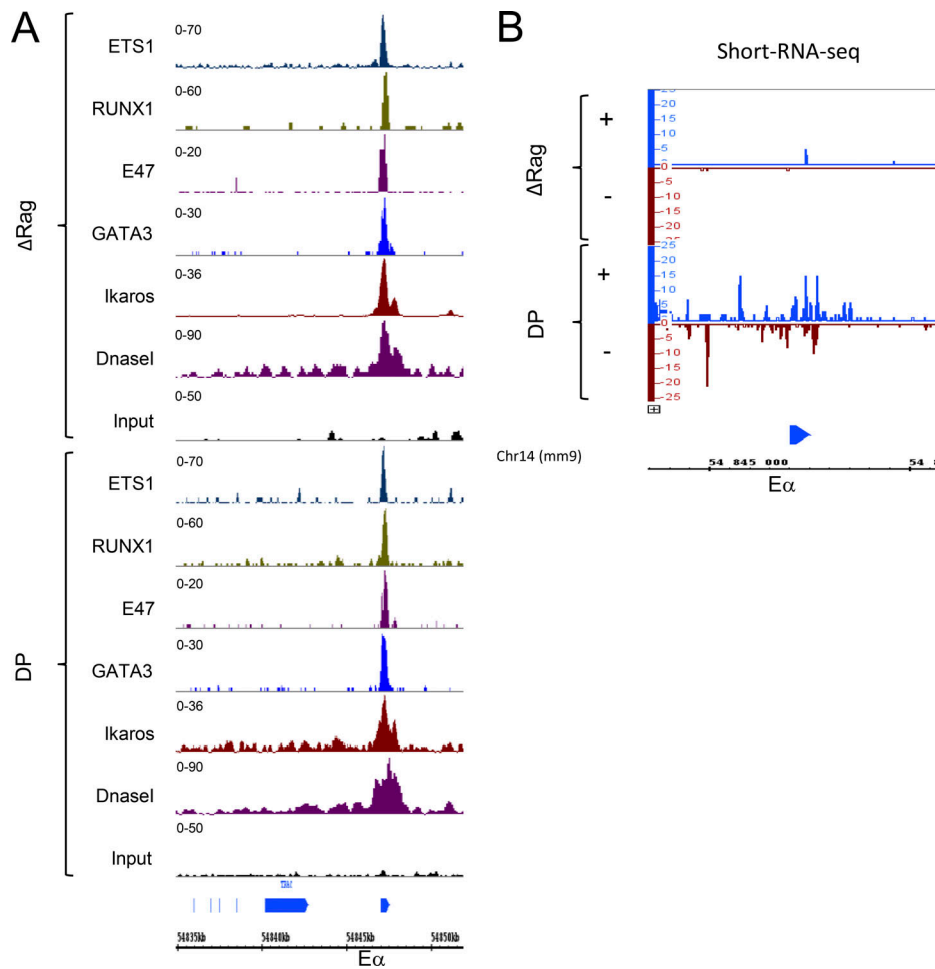 A
ΔRag
0-70
ETS1
0-60
RUNX1
0-20
E47
0-30
GATA3
0-36
Ikaros
0-90
DnaseI
0-50
Input
DP
0-70
ETS1
0-60
RUNX1
0-20
E47
0-30
GATA3
0-36
Ikaros
0-90
DnaseI
0-50
Input
54835kb 54840kb 54845kb 54850kb
Eα
B
Short-RNA-seq
ΔRag
+
-25
-20
-15
-10
-5
0
-
-5
-10
-15
-20
-25
DP
+
25
-20
-15
-10
-5
0
-
-5
-10
-15
-20
-25
Chr14 (mm9)
54 845 000
54
Eα